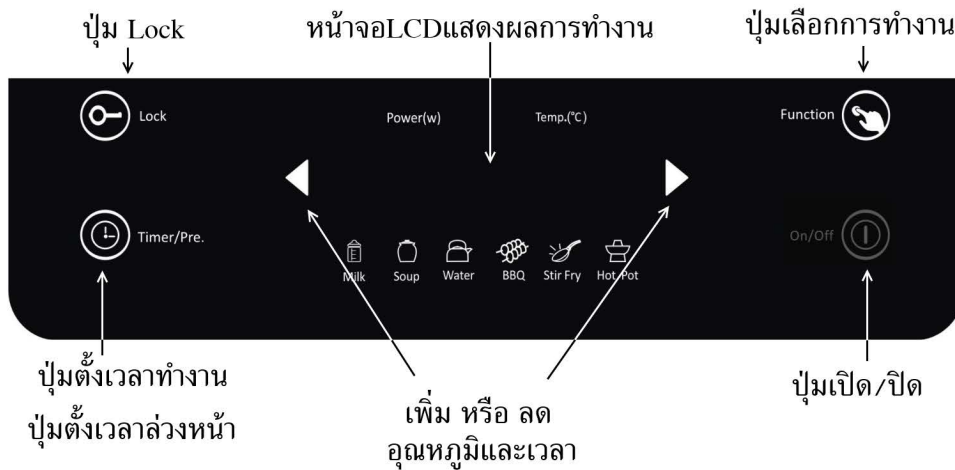 ปุ่ม Lock
หน้าจอLCDแสดงผลการทำงาน
ปุ่มเลือกการทำงาน
Lock
Power(w)
Temp.(°C)
Function
Timer/Pre.
On/Off
Milk
Soup
Water
BBQ
Stir Fry
Hot Pot
ปุ่มตั้งเวลาทำงาน
ปุ่มตั้งเวลาล่วงหน้า
เพิ่ม หรือ ลด
อุณหภูมิและเวลา
ปุ่มเปิด/ปิด